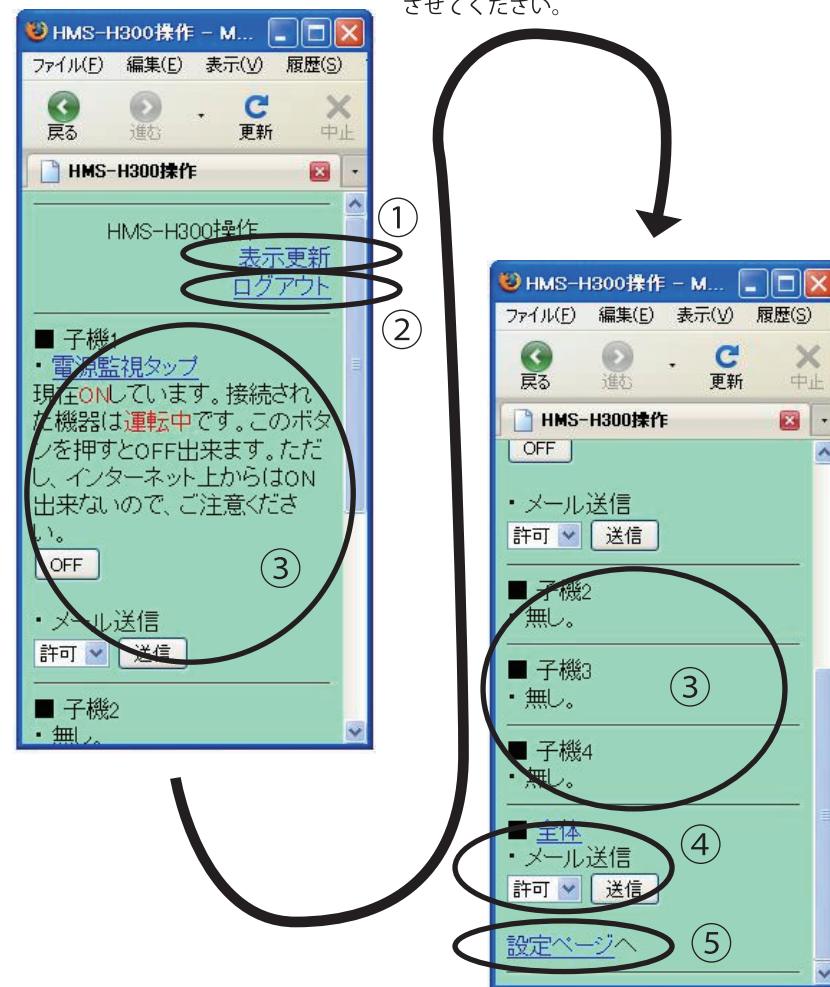 させてください。
HMS-H300操作 - M...
ファイル(F) 編集(E) 表示(V) 履歴(S)
戻る 進む 更新 中止
HMS-H300操作
HMS-H300操作
①
表示更新
ログアウト
②
■ 子機1
・電源監視タップ
現在ONしています。接続され
た機器は運転中です。このボタ
ンを押すとOFF出来ます。ただ
し、インターネット上からはON
出来ないので、ご注意くださ
い。
OFF
③
・メール送信
許可 送信
■ 子機2
・無し。
HMS-H300操作 - M...
ファイル(F) 編集(E) 表示(V) 履歴(S)
戻る 進む 更新 中止
HMS-H300操作
OFF
・メール送信
許可 送信
■ 子機2
・無し。
■ 子機3
・無し。
③
■ 子機4
・無し。
■ 全体
④
・メール送信
許可 送信
設定ページへ
⑤